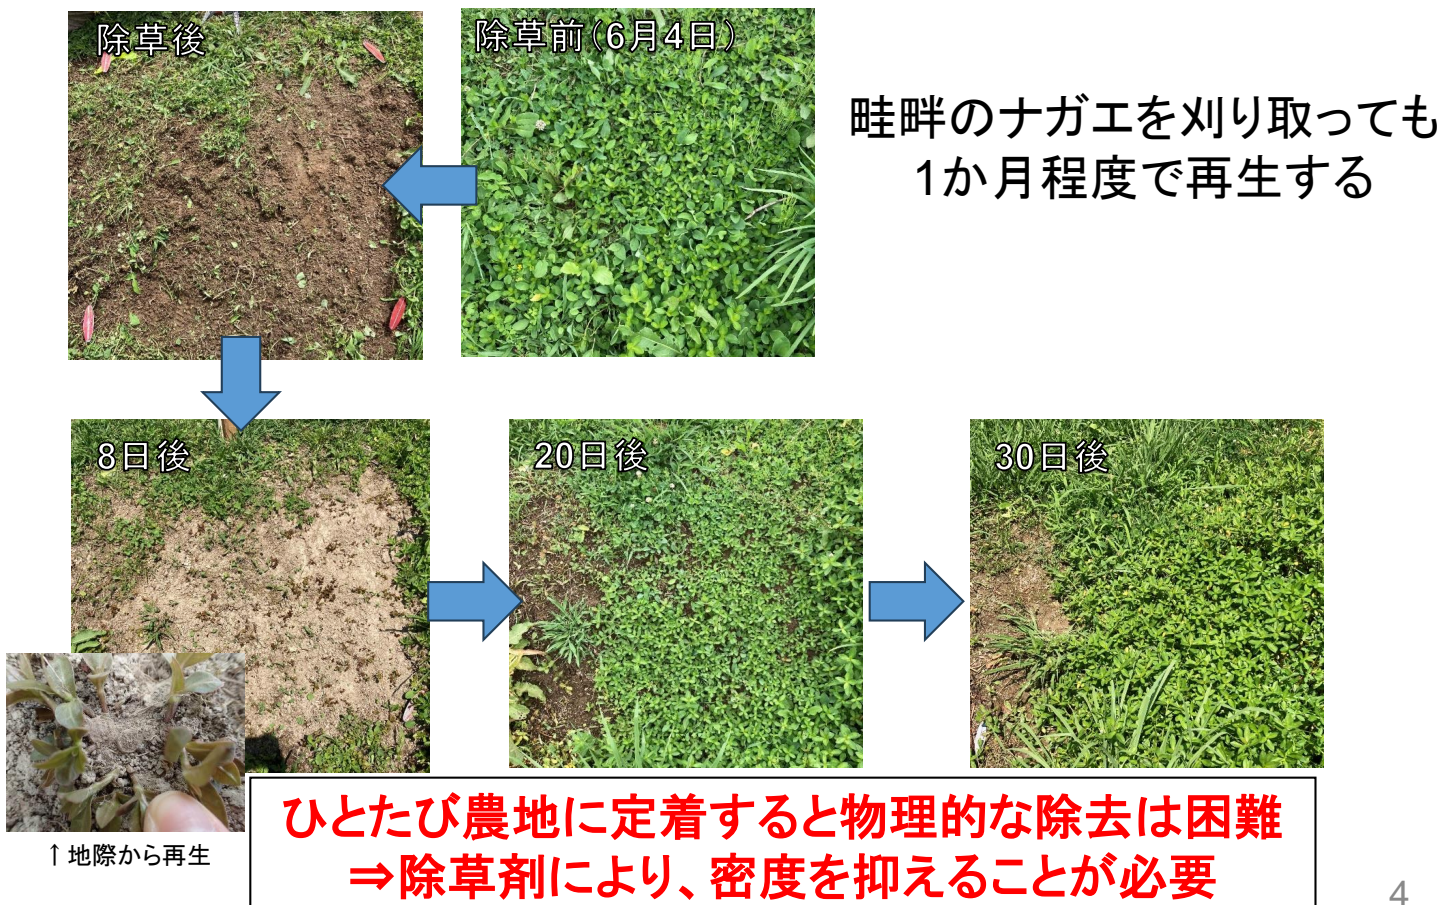 除草後
除草前(6月4日)
畦畔のナガエを刈り取っても
1か月程度で再生する
8日後
20日後
30日後
↑地際から再生
ひとたび農地に定着すると物理的な除去は困難
⇒除草剤により、密度を抑えることが必要
4